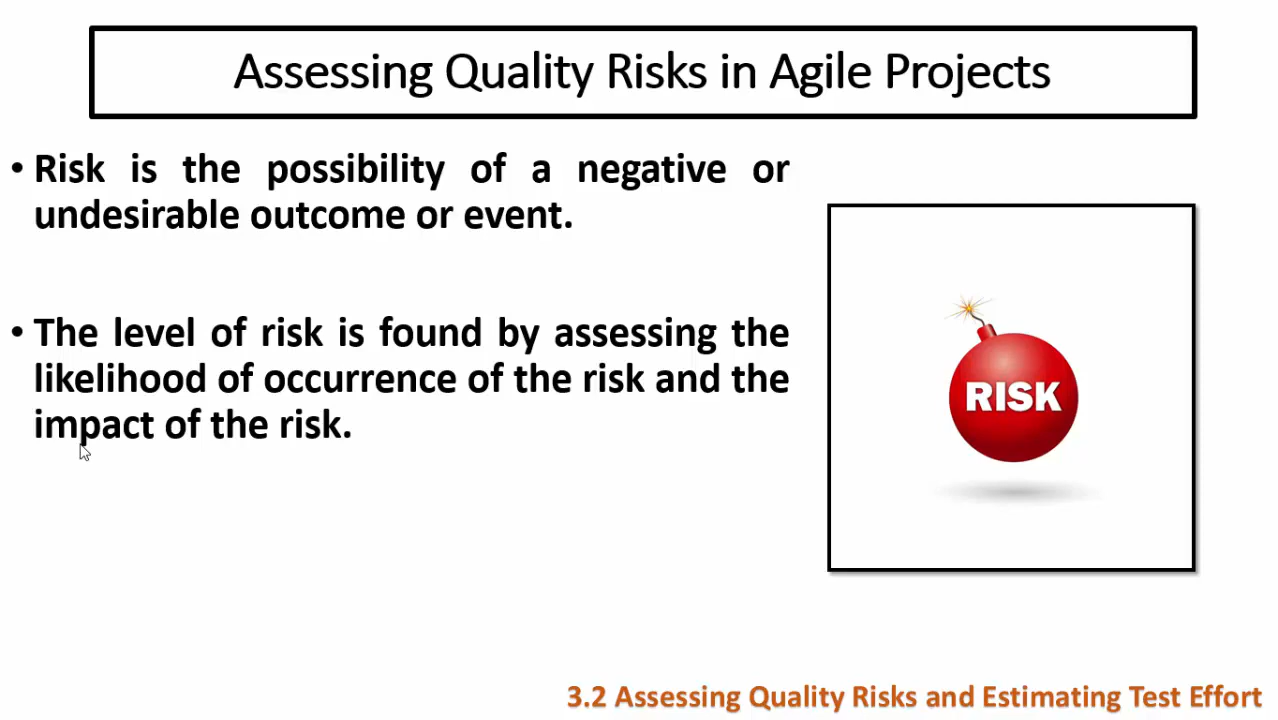 Assessing Quality Risks in Agile Projects
• Risk is the possibility of a negative or
undesirable outcome or event.
• The level of risk is found by assessing the
likelihood of occurrence of the risk and the
impact of the risk.
RISK
3.2 Assessing Quality Risks and Estimating Test Effort